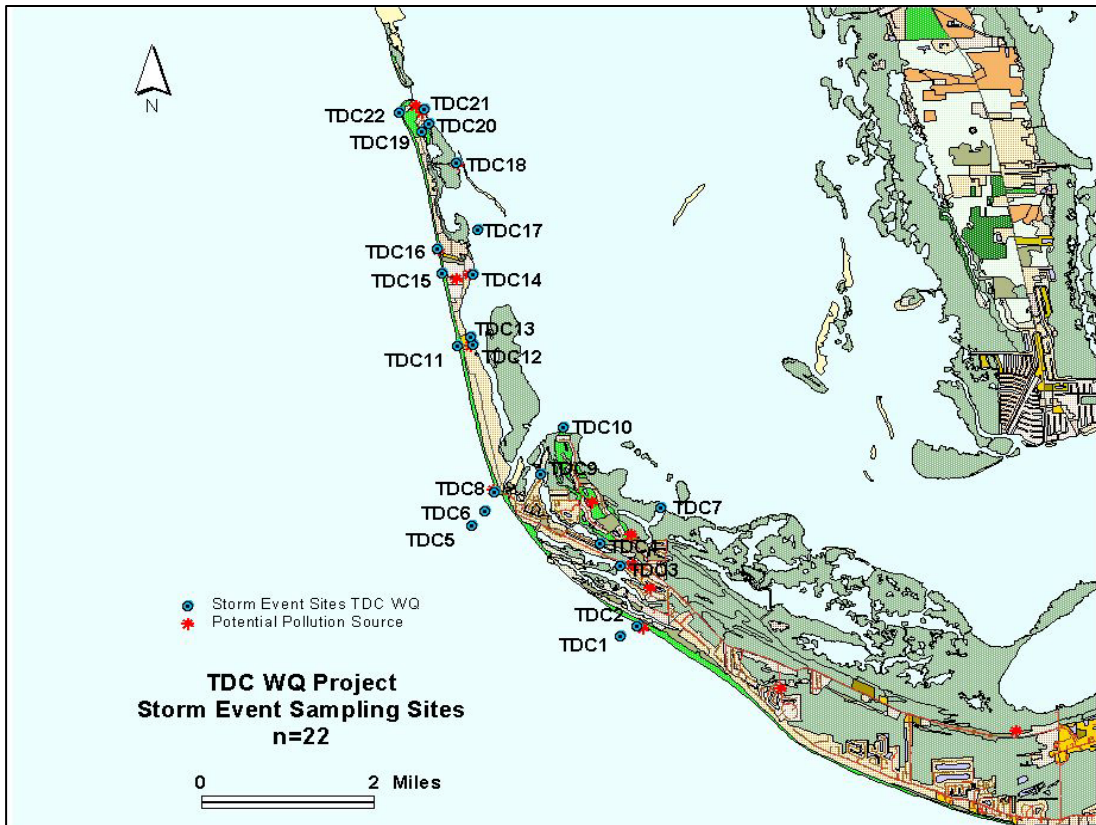 N
TDC21
TDC22
TDC20
TDC19
TDC18
TDC17
TDC16
TDC15
TDC14
TDC13
TDC11
TDC12
TDC10
TDC9
TDC8
TDC7
TDC6
TDC5
TDC4
TDC3
TDC2
TDC1
Storm Event Sites TDC WQ
Potential Pollution Source
TDC WQ Project
Storm Event Sampling Sites
n=22
0 2 Miles